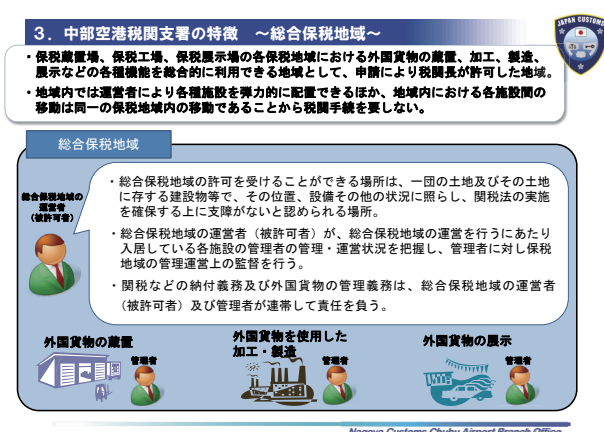 ３．中部空港税関支署の特徴　～総合保税地域～
JAPAN CUSTOMS
・保税蔵置場、保税工場、保税展示場の各保税地域における外国貨物の蔵置、加工、製造、
展示などの各種機能を総合的に利用できる地域として、申請により税関長が許可した地域。
・地域内では運営者により各種施設を弾力的に配置できるほか、地域内における各施設間の
移動は同一の保税地域内の移動であることから税関手続を要しない。
総合保税地域
総合保税地域の
運営者
（被許可者）
・総合保税地域の許可を受けることができる場所は、一団の土地及びその土地
に存する建設物等で、その位置、設備その他の状況に照らし、関税法の実施
を確保する上に支障がないと認められる場所。
・総合保税地域の運営者（被許可者）が、総合保税地域の運営を行うにあたり
入居している各施設の管理者の管理・運営状況を把握し、管理者に対し保税
地域の管理運営上の監督を行う。
・関税などの納付義務及び外国貨物の管理義務は、総合保税地域の運営者
（被許可者）及び管理者が連帯して責任を負う。
外国貨物の蔵置
管理者
外国貨物を使用した
加工・製造
管理者
外国貨物の展示
管理者
Nagoya Customs Chubu Airport Branch Office